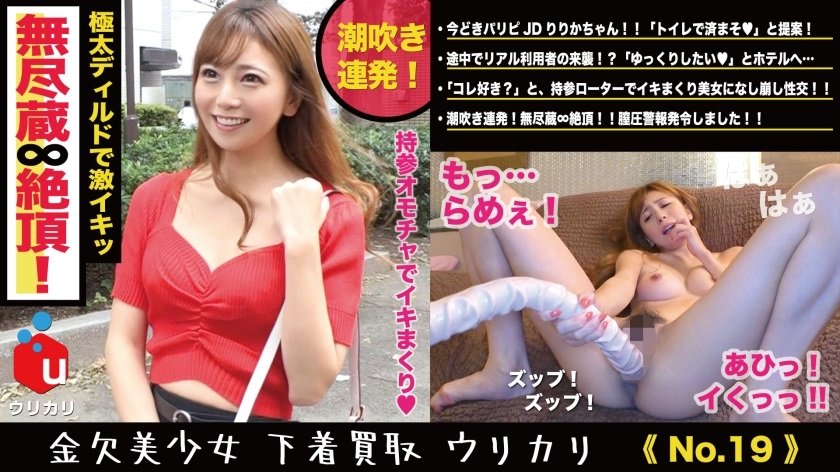 極太ディルドで激イキッ
無尽蔵∞絶頂！
u
ウリカリ
潮吹き
連発！
持参オモチャでイキまくり♥
・今どきパリピJDりりかちゃん！！「トイレで済まそ♥」と提案！
・途中でリアル利用者の来襲！？「ゆっくりしたい♥」とホテルへ…
・「コレ好き？」と、持参ローターでイキまくり美女になし崩し性交！！
・潮吹き連発！無尽蔵∞絶頂！！膣圧警報発令しました！！
もっ…
らめぇ！
はぁ
はぁ
ズップ！
ズップ！
あひっ！
イくっっ!!
金欠美少女 下着買取 ウリカリ 《 No.19 》